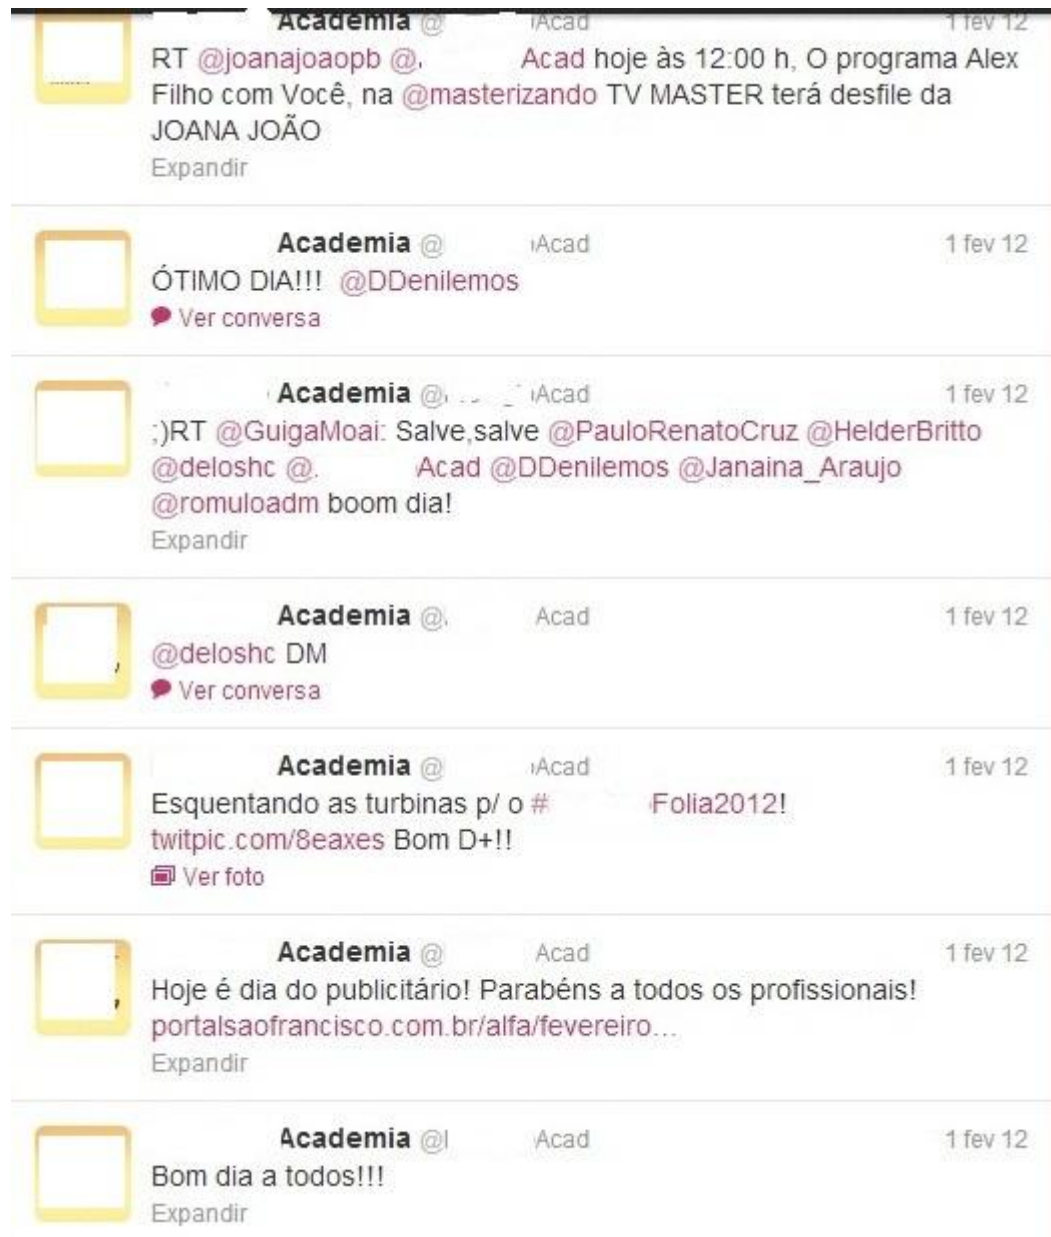 Academia @ Acad 1 fev 12
RT @joanajoaopb @ Acad hoje às 12:00 h, O programa Alex
Filho com Você, na @masterizando TV MASTER terá desfile da
JOANA JOÃO
Expandir
Academia @ Acad 1 fev 12
ÓTIMO DIA!!! @DDenilemos
Ver conversa
Academia @ Acad 1 fev 12
;)RT @GuigaMoai: Salve,salve @PauloRenatoCruz @HelderBritto
@deloshc @ Acad @DDenilemos @Janaina_Araujo
@romuloadm boom dia!
Expandir
Academia @ Acad 1 fev 12
@deloshc DM
Ver conversa
Academia @ Acad 1 fev 12
Esquentando as turbinas p/ o # Folia2012!
twitpic.com/8eaxes Bom D+!!
Ver foto
Academia @ Acad 1 fev 12
Hoje é dia do publicitário! Parabéns a todos os profissionais!
portalsaofrancisco.com.br/alfa/fevereiro...
Expandir
Academia @ Acad 1 fev 12
Bom dia a todos!!!
Expandir